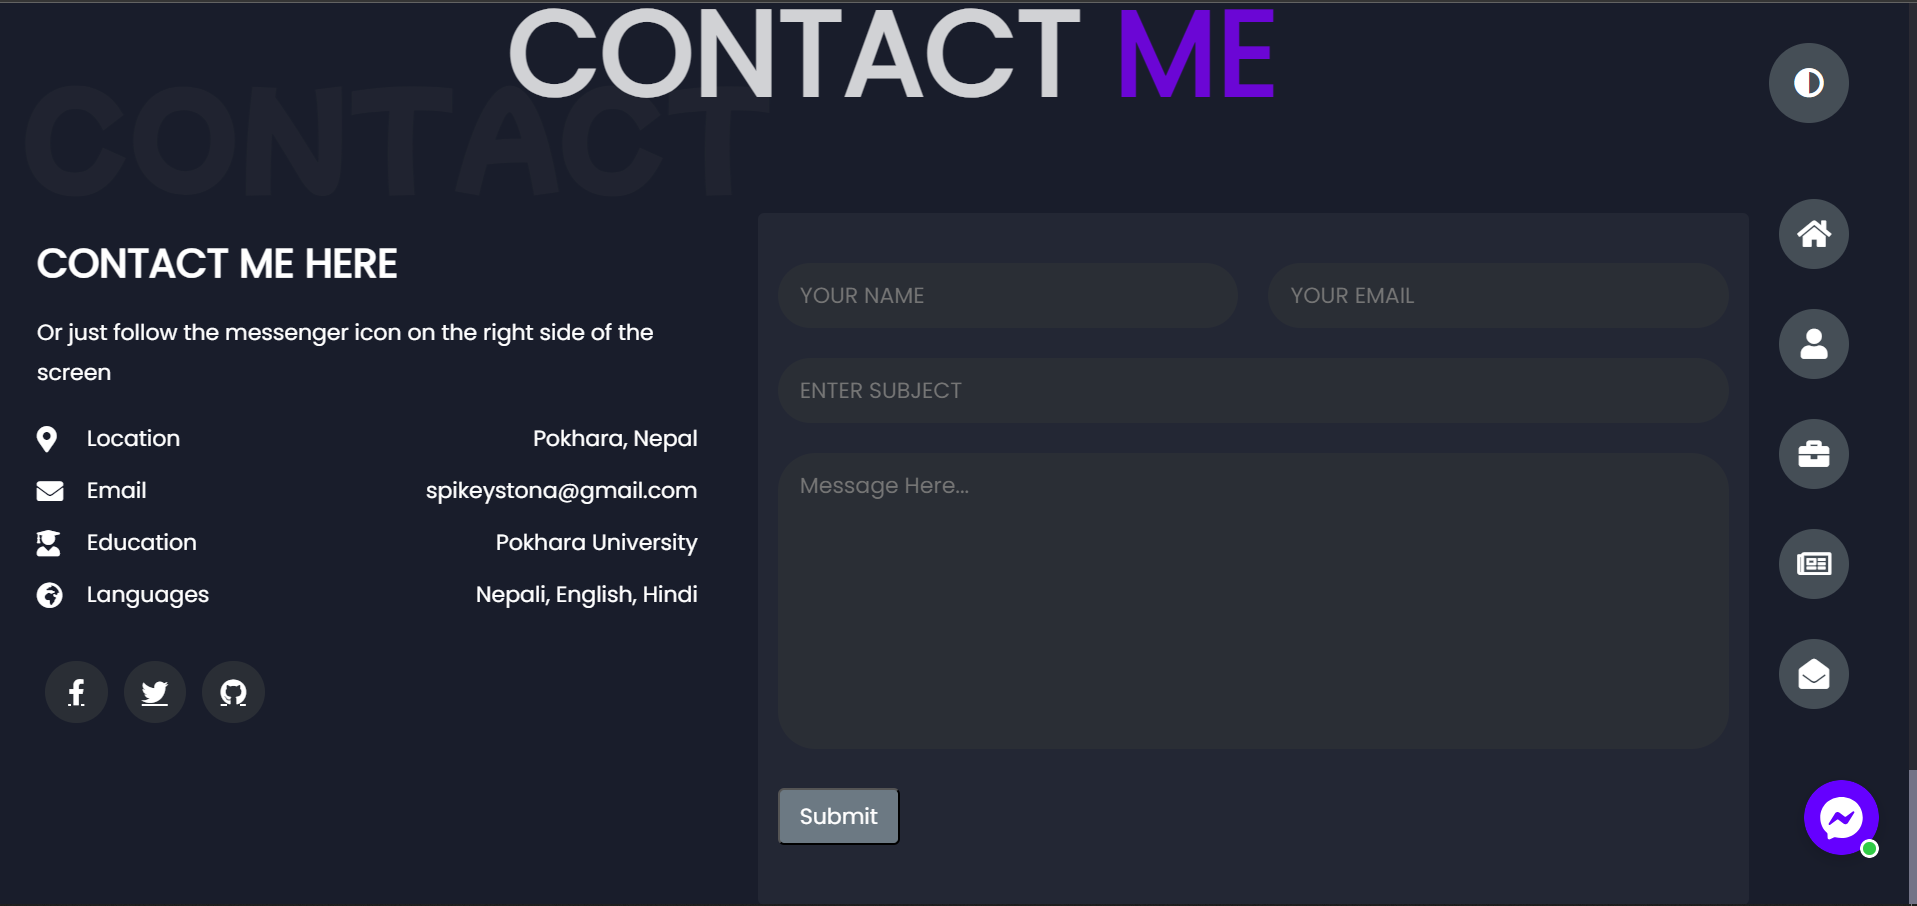 CONTACT ME
CONTACT
CONTACT ME HERE
Or just follow the messenger icon on the right side of the
screen
Location Pokhara, Nepal
Email spikeystona@gmail.com
Education Pokhara University
Languages Nepali, English, Hindi
YOUR NAME YOUR EMAIL
ENTER SUBJECT
Message Here...
Submit